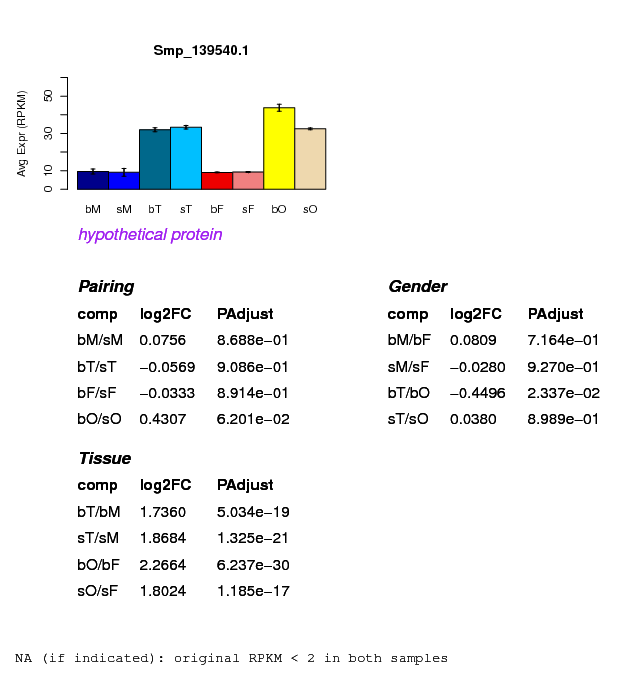 Smp_139540.1
Avg Expr (RPKM)
50
30
10
0
bM sM bT sT bF sF bO sO
hypothetical protein
Pairing
comp log2FC PAdjust
bM/sM 0.0756 8.688e−01
bT/sT −0.0569 9.086e−01
bF/sF −0.0333 8.914e−01
bO/sO 0.4307 6.201e−02
Gender
comp log2FC PAdjust
bM/bF 0.0809 7.164e−01
sM/sF −0.0280 9.270e−01
bT/bO −0.4496 2.337e−02
sT/sO 0.0380 8.989e−01
Tissue
comp log2FC PAdjust
bT/bM 1.7360 5.034e−19
sT/sM 1.8684 1.325e−21
bO/bF 2.2664 6.237e−30
sO/sF 1.8024 1.185e−17
NA (if indicated): original RPKM < 2 in both samples